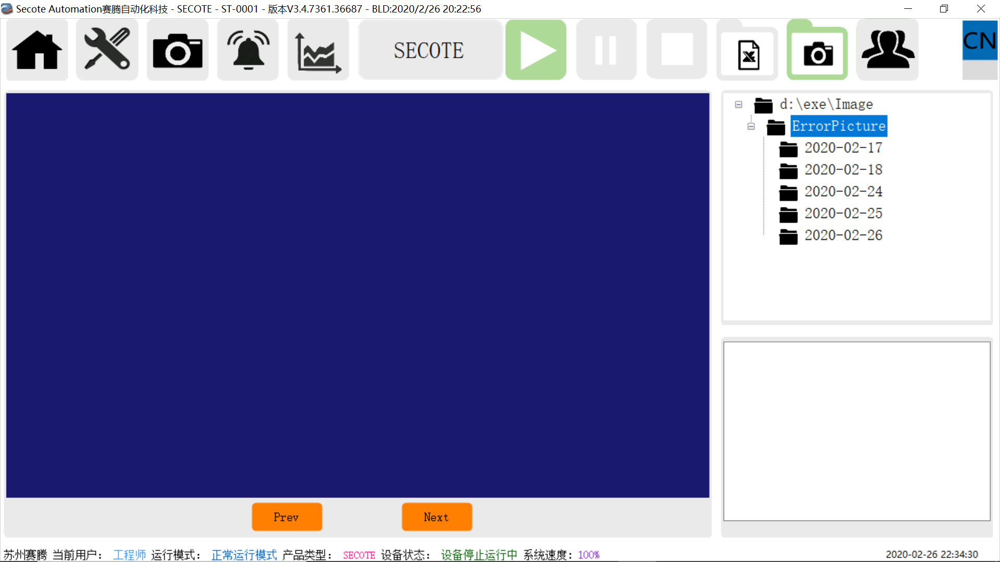 Secote Automation赛腾自动化科技 - SECOTE - ST-0001 - 版本V3.4.7361.36687 - BLD:2020/2/26 20:22:56
SECOTE
CN
d:\exe\Image
ErrorPicture
2020-02-17
2020-02-18
2020-02-24
2020-02-25
2020-02-26
Prev
Next
苏州赛腾 当前用户： 工程师 运行模式： 正常运行模式 产品类型： SECOTE 设备状态： 设备停止运行中 系统速度： 100%
2020-02-26 22:34:30